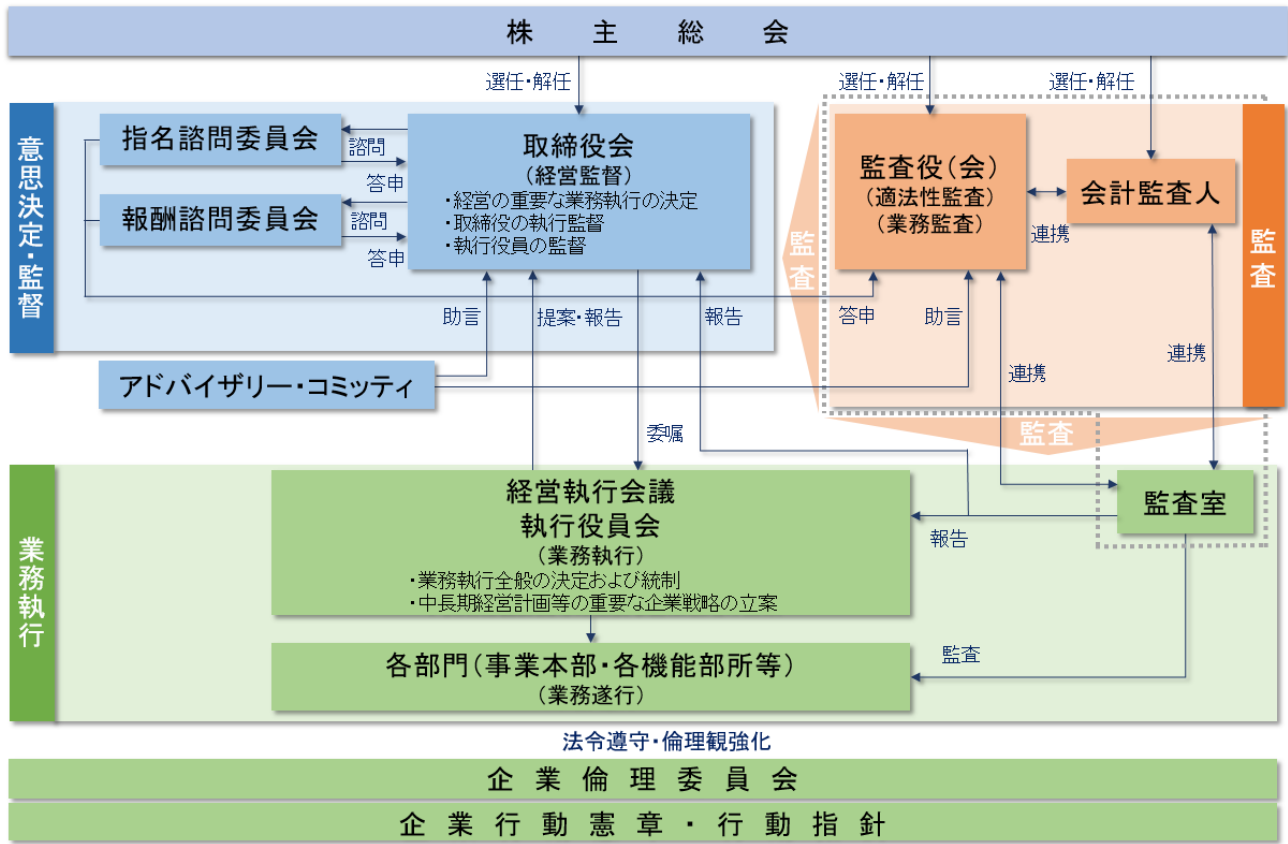 株主総会
選任・解任
選任・解任
選任・解任
意思決定・監督
指名諮問委員会
諮問
答申
報酬諮問委員会
諮問
答申
取締役会
(経営監督)
・経営の重要な業務執行の決定
・取締役の執行監督
・執行役員の監督
監査
監査役(会)
(適法性監査)
(業務監査)
連携
会計監査人
監査
助言
提案・報告
報告
答申
助言
連携
連携
アドバイザリー・コミッティ
委嘱
監査
業務執行
経営執行会議
執行役員会
(業務執行)
・業務執行全般の決定および統制
・中長期経営計画等の重要な企業戦略の立案
報告
監査室
各部門(事業本部・各機能部所等)
(業務遂行)
監査
法令遵守・倫理観強化
企業倫理委員会
企業行動憲章・行動指針